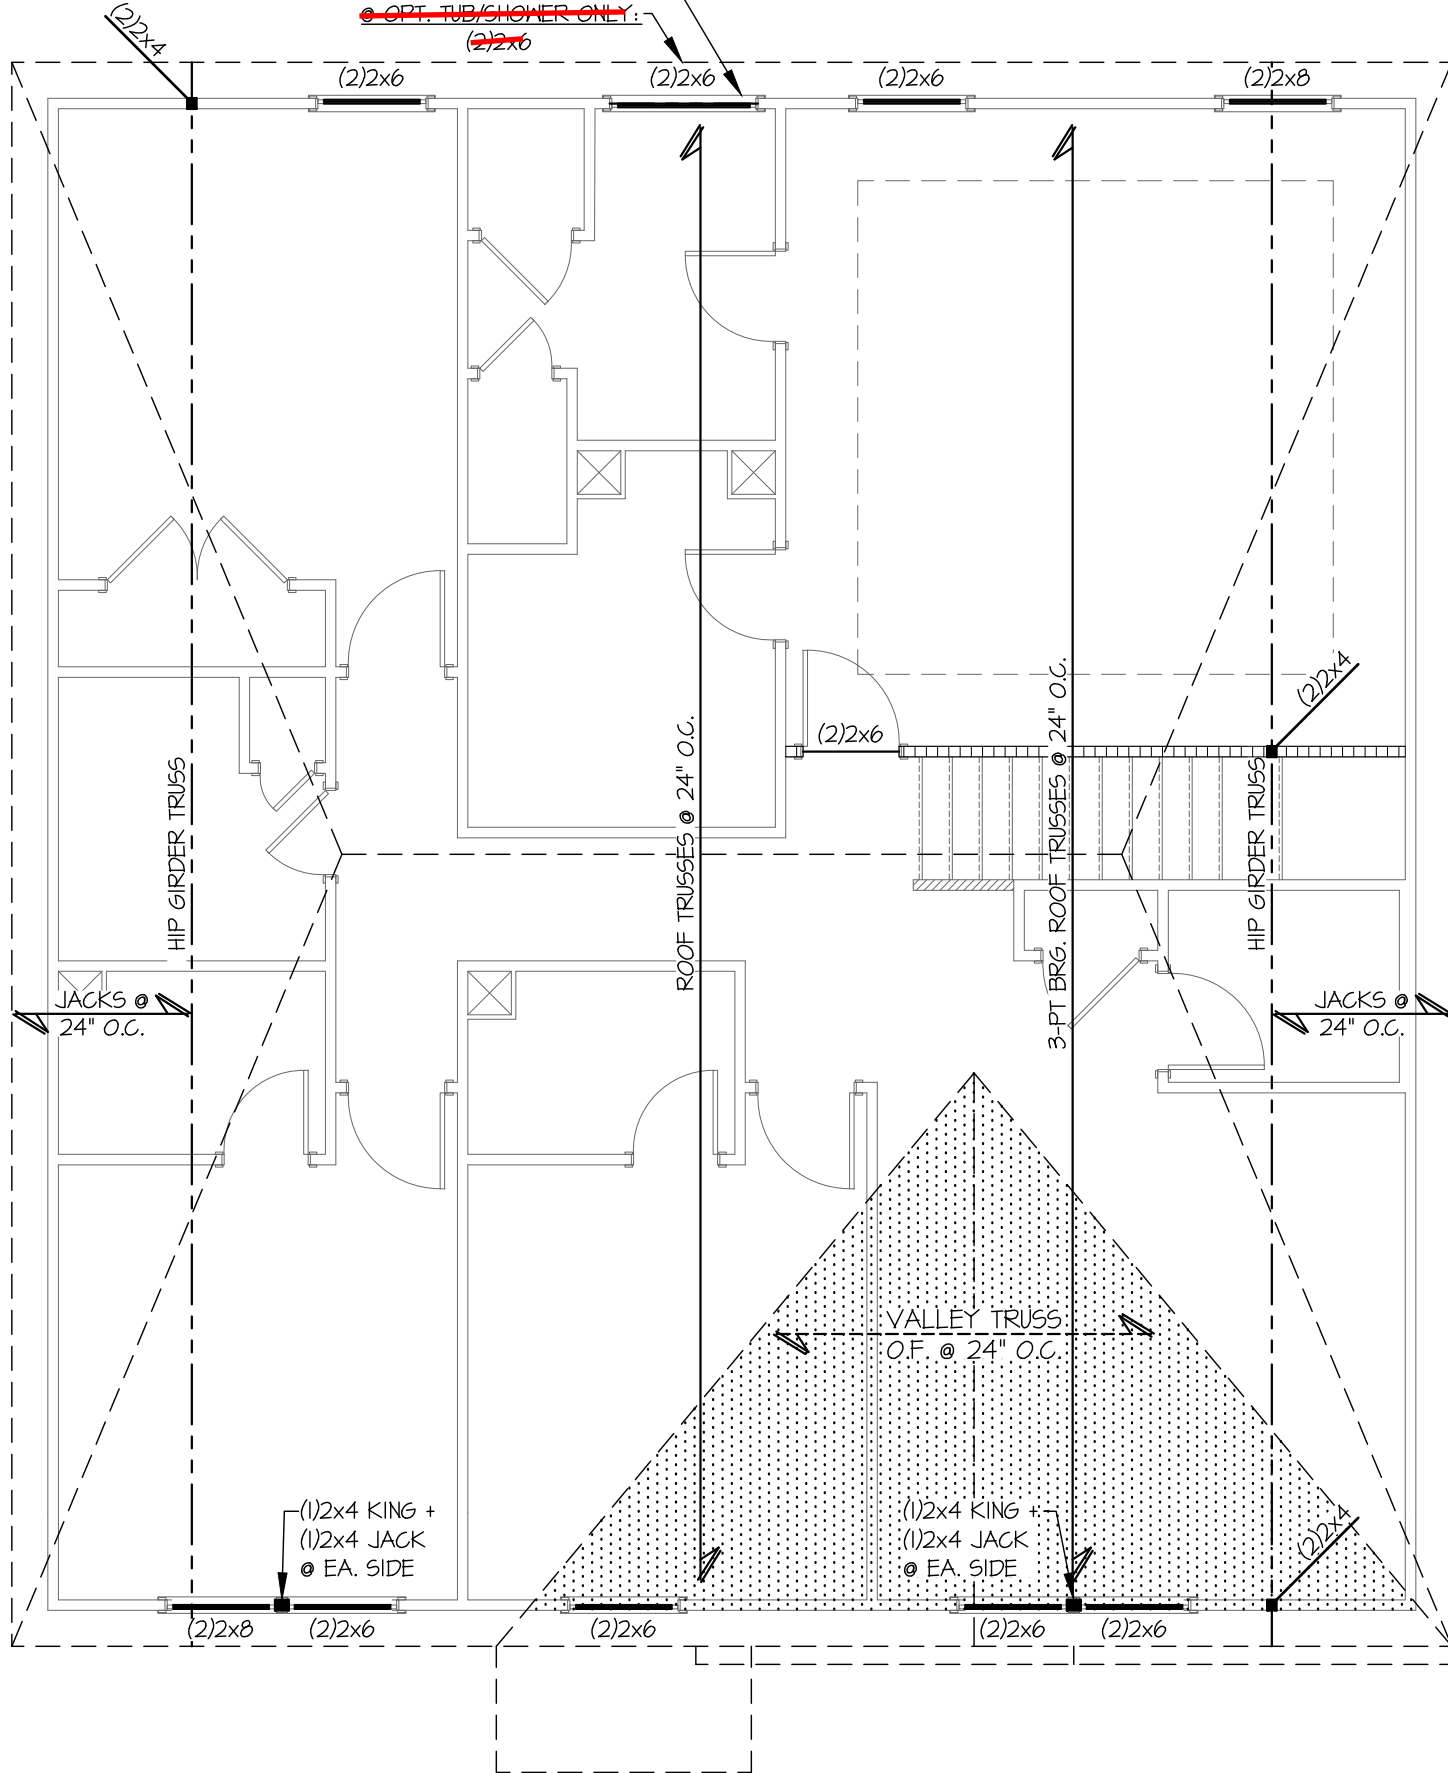 @ OPT. TUB/SHOWER ONLY:
(2)2x6
(2)2x4
(2)2x6
(2)2x6
(2)2x6
(2)2x8
(2)2x4
(2)2x6
HIP GIRDER TRUSS
ROOF TRUSSES @ 24" O.C.
3-PT BRG. ROOF TRUSSES @ 24" O.C.
HIP GIRDER TRUSS
JACKS @
24" O.C.
JACKS @
24" O.C.
VALLEY TRUSS
O.F. @ 24" O.C.
(1)2x4 KING +
(1)2x4 JACK
@ EA. SIDE
(1)2x4 KING +
(1)2x4 JACK
@ EA. SIDE
(2)2x4
(2)2x8
(2)2x6
(2)2x6
(2)2x6
(2)2x6